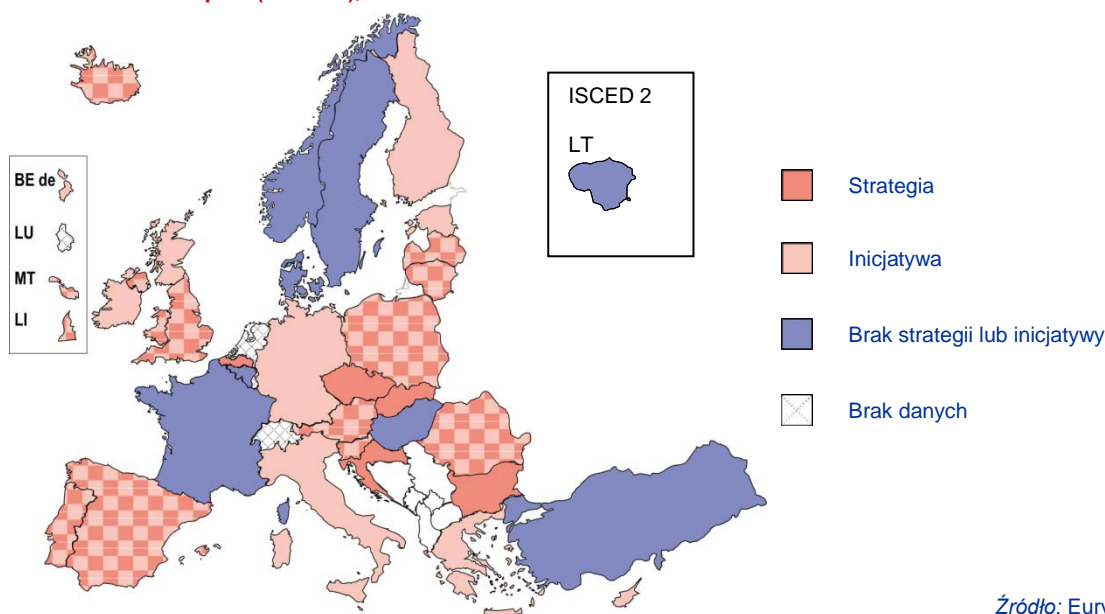 ISCED 2
LT
BE de
LU
MT
LI
Strategia
Inicjatywa
Brak strategii lub inicjatywy
Brak danych
Źródło: